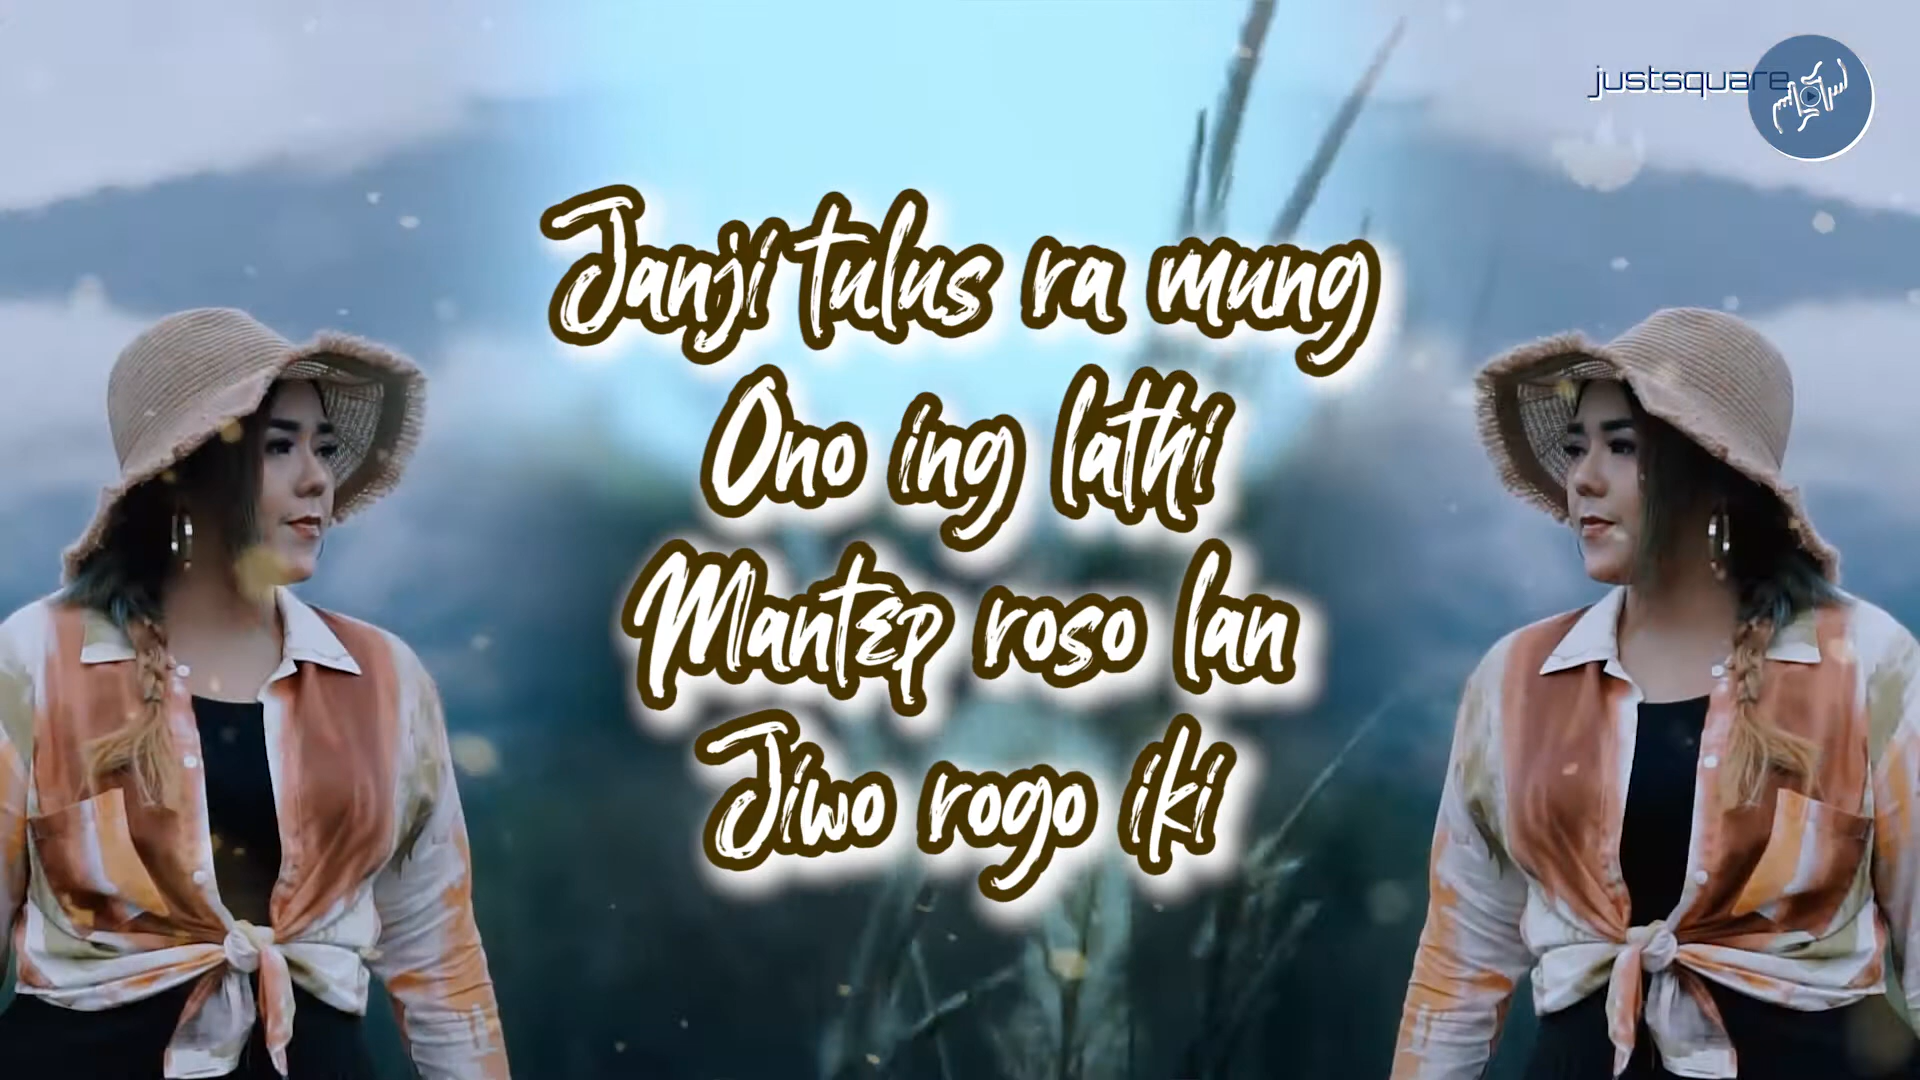 justsquare
Janji tulus ra mung
Ono ing lathi
Mantep roso lan
Jiwo rogo iki